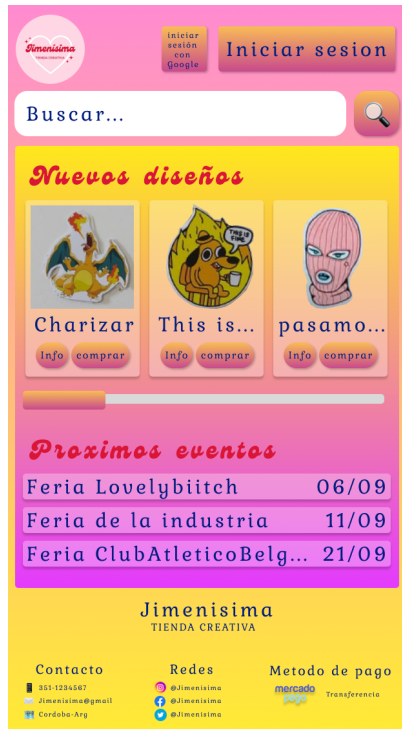 Jimenísima
TIENDA CREATIVA
iniciar
sesión
con
Google
Iniciar sesion
Buscar...
Nuevos diseños
THIS IS
FINE.
Charizar
This is...
pasamo...
Info
comprar
Info
comprar
Info
comprar
Proximos eventos
Feria Lovelybiitch 06/09
Feria de la industria 11/09
Feria ClubAtleticoBelg... 21/09
Jimenisima
TIENDA CREATIVA
Contacto
351-1234567
Jimenisima@gmail
Cordoba-Arg
Redes
@Jimenisima
@Jimenisima
@Jimenisima
Metodo de pago
mercado
pago
Transferencia